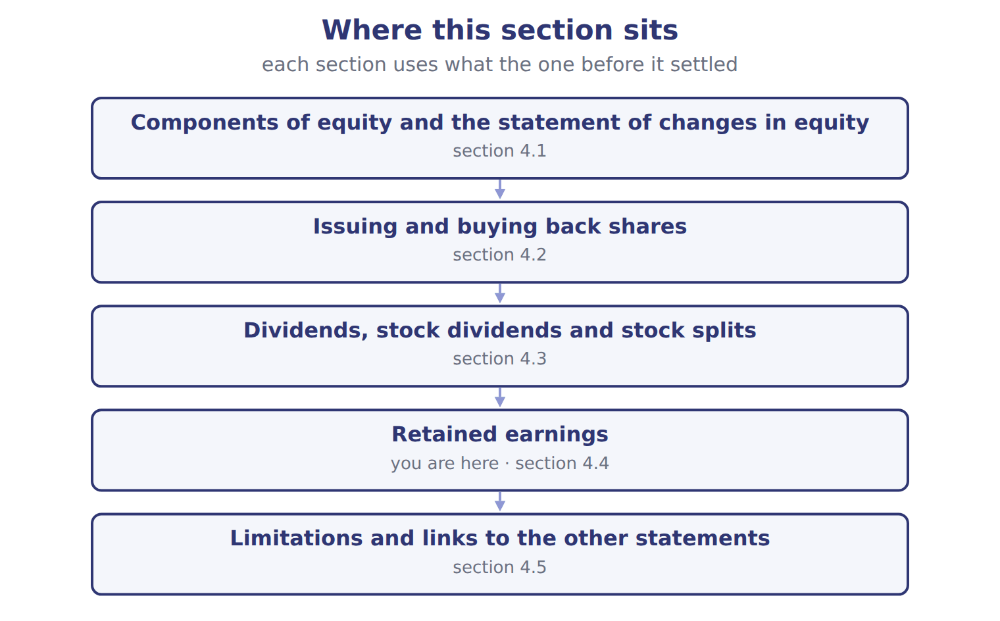 Where this section sits
each section uses what the one before it settled
Components of equity and the statement of changes in equity
section 4.1
Issuing and buying back shares
section 4.2
Dividends, stock dividends and stock splits
section 4.3
Retained earnings
you are here · section 4.4
Limitations and links to the other statements
section 4.5